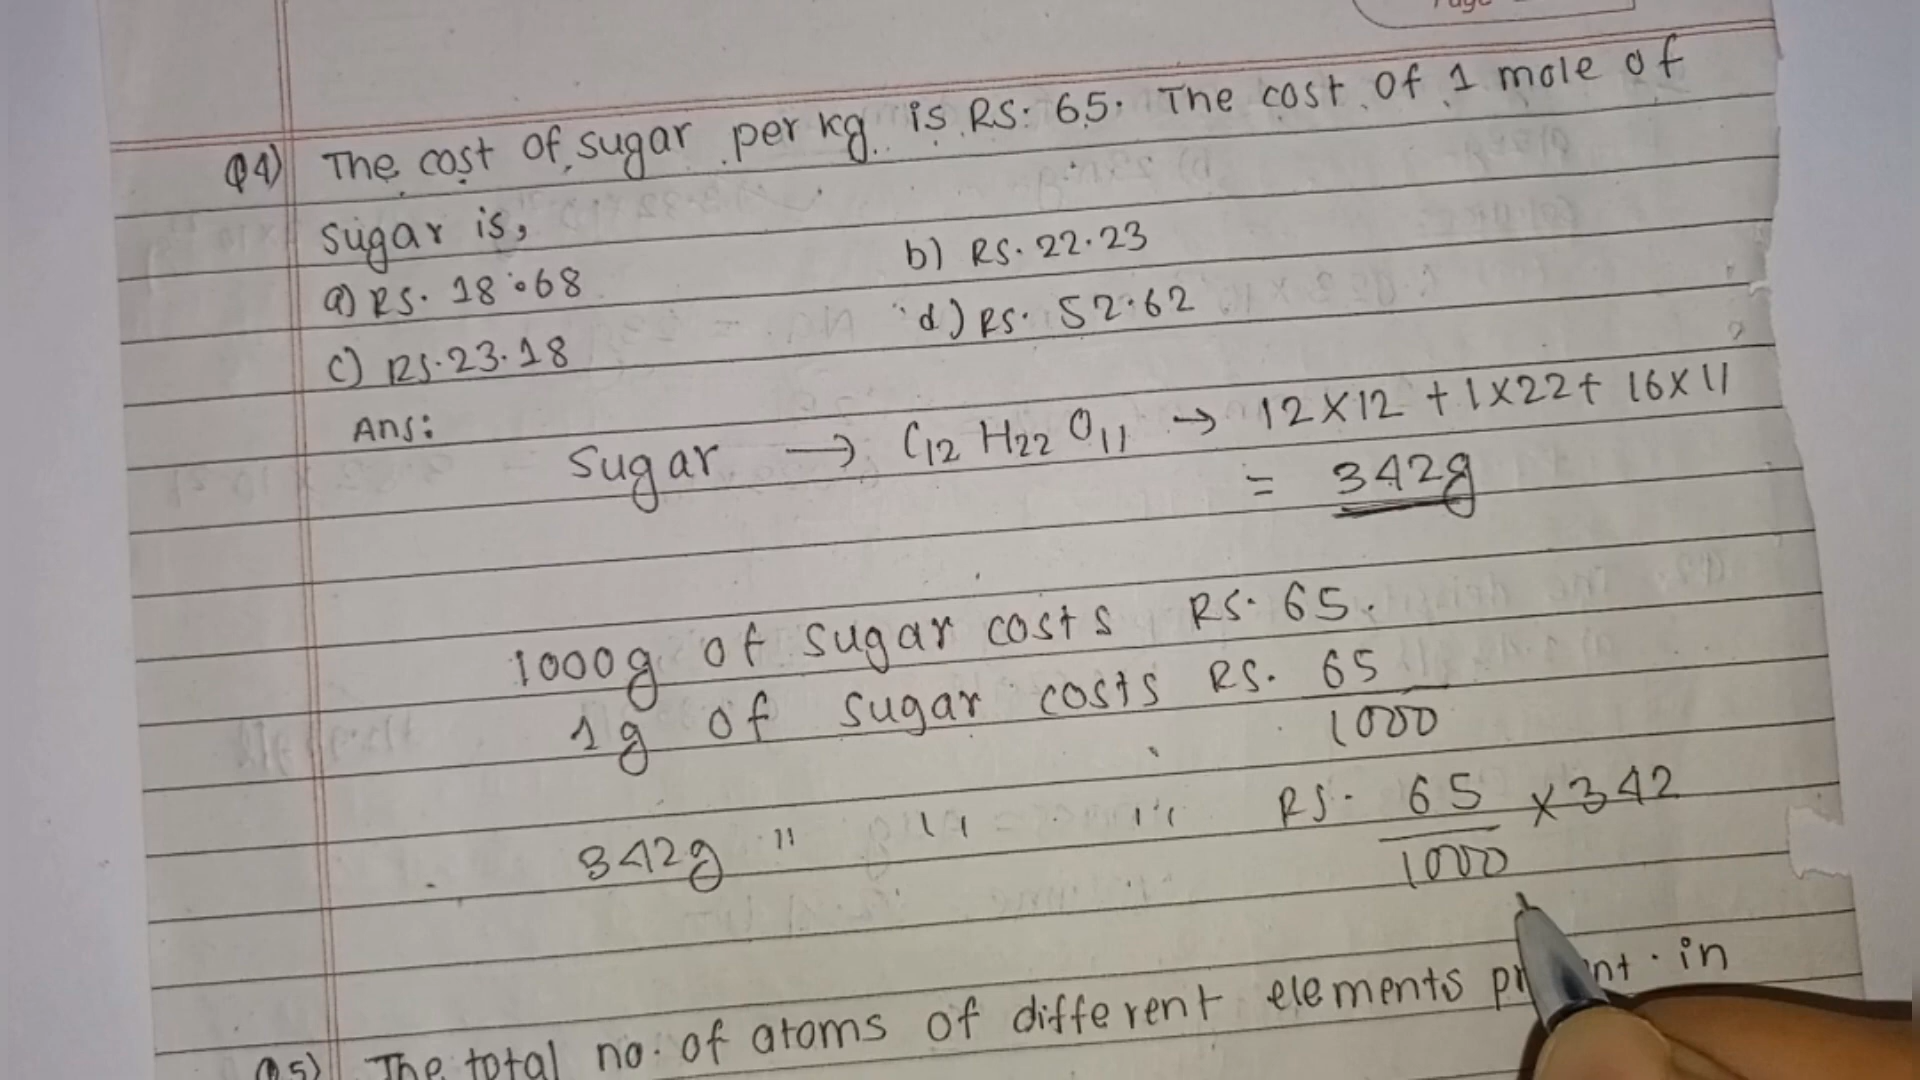 Page
Q4) The cost of sugar per kg is RS. 65. The cost of 1 mole of
sugar is,
a) RS. 18.68 b) RS. 22.23
c) RS. 23.18 d) RS. 52.62
Ans:
Sugar → C12 H22 O11 → 12×12 + 1×22 + 16×11
= 342g
1000g of sugar costs RS. 65.
1g of sugar costs RS. 65
1000
342g " " " RS. 65 × 342
1000
Q5) The total no. of atoms of different elements in